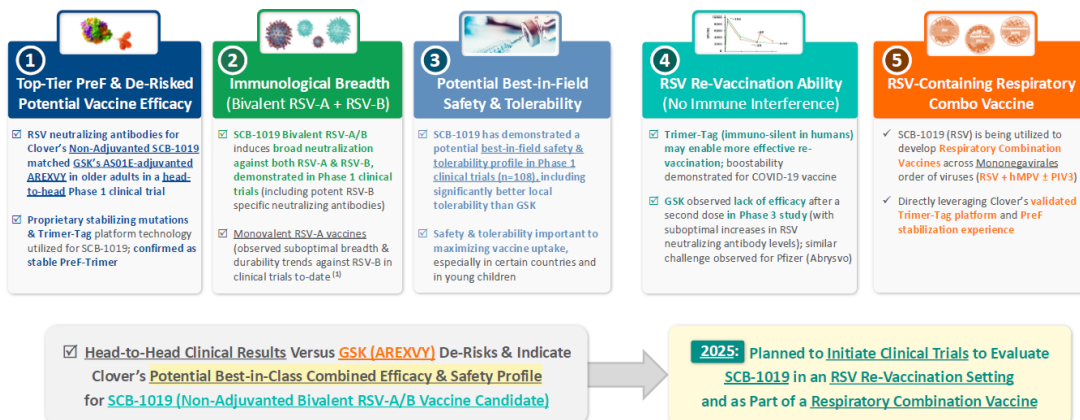 1
Top-Tier PreF & De-Risked
Potential Vaccine Efficacy
☑ RSV neutralizing antibodies for
Clover's Non-Adjuvanted SCB-1019
matched GSK's AS01E-adjuvanted
AREXVY in older adults in a head-
to-head Phase 1 clinical trial
☑ Proprietary stabilizing mutations
& Trimer-Tag platform technology
utilized for SCB-1019; confirmed as
stable PreF-Trimer
2
Immunological Breadth
(Bivalent RSV-A + RSV-B)
☑ SCB-1019 Bivalent RSV-A/B
induces broad neutralization
against both RSV-A & RSV-B,
demonstrated in Phase 1 clinical
trials (including potent RSV-B
specific neutralizing antibodies)
☑ Monovalent RSV-A vaccines
(observed suboptimal breadth &
durability trends against RSV-B in
clinical trials to-date (1)
3
Potential Best-in-Field
Safety & Tolerability
☑ SCB-1019 has demonstrated a
potential best-in-field safety &
tolerability profile in Phase 1
clinical trials (n=108), including
significantly better local
tolerability than GSK
☑ Safety & tolerability important to
maximizing vaccine uptake,
especially in certain countries and
in young children
4
RSV Re-Vaccination Ability
(No Immune Interference)
☑ Trimer-Tag (immuno-silent in humans)
may enable more effective re-
vaccination; boostability
demonstrated for COVID-19 vaccine
☑ GSK observed lack of efficacy after a
second dose in Phase 3 study (with
suboptimal increases in RSV
neutralizing antibody levels); similar
challenge observed for Pfizer (Abrysvo)
5
RSV-Containing Respiratory
Combo Vaccine
✓ SCB-1019 (RSV) is being utilized to
develop Respiratory Combination
Vaccines across Mononegavirales
order of viruses (RSV + hMPV ± PIV3)
✓ Directly leveraging Clover's validated
Trimer-Tag platform and PreF
stabilization experience
☑ Head-to-Head Clinical Results Versus GSK (AREXVY) De-Risks & Indicate
Clover's Potential Best-in-Class Combined Efficacy & Safety Profile
for SCB-1019 (Non-Adjuvanted Bivalent RSV-A/B Vaccine Candidate)
2025: Planned to Initiate Clinical Trials to Evaluate
SCB-1019 in an RSV Re-Vaccination Setting
and as Part of a Respiratory Combination Vaccine